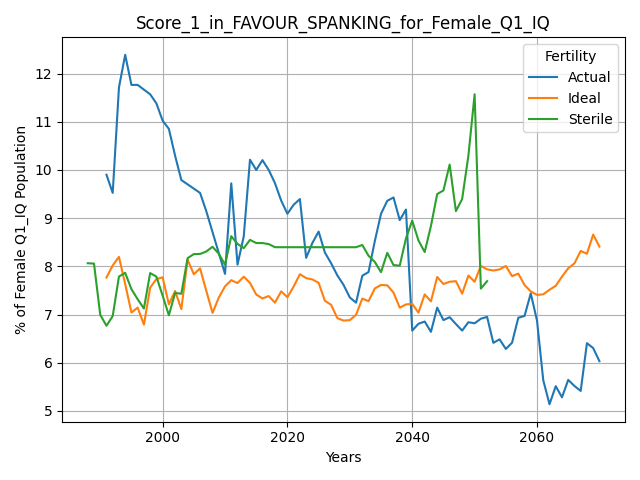 Score_1_in_FAVOUR_SPANKING_for_Female_Q1_IQ
Fertility
Actual
Ideal
Sterile
% of Female Q1_IQ Population
12
11
10
9
8
7
6
5
2000 2020 2040 2060
Years